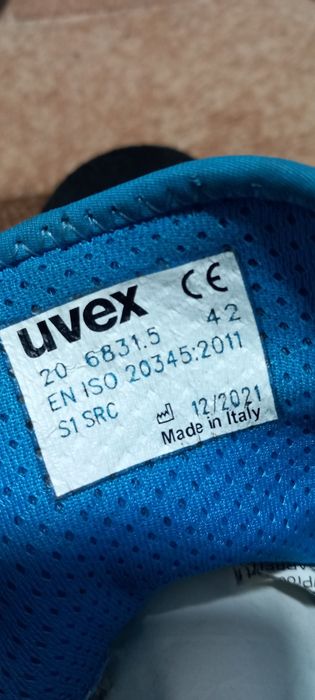 uvex CE
20 6831.5 42
EN ISO 20345:2011
S1 SRC 12/2021
Made in Italy